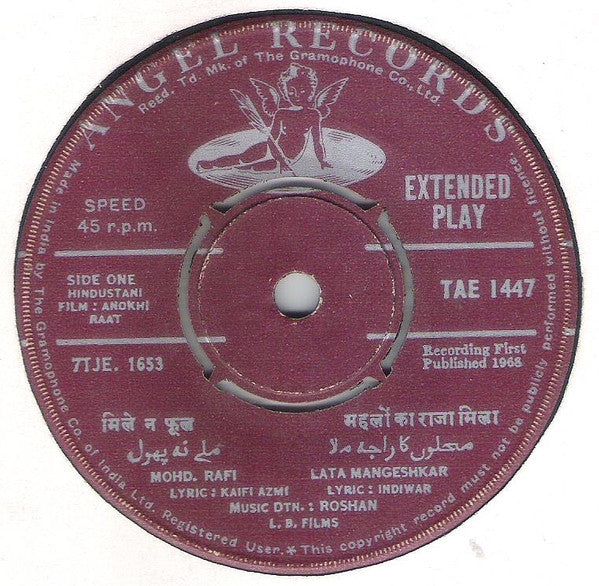 ANGEL RECORDS
Regd. Td. Mk. of The Gramophone Co., Ltd.
SPEED
45 r.p.m.
EXTENDED
PLAY
SIDE ONE
HINDUSTANI
FILM : ANOKHI
RAAT
TAE 1447
7TJE. 1653
Recording First
Published 1968
मिले न फूल
महलों का राजा मिला
ملے نہ پھول
محلوں کا راجہ ملا
MOHD. RAFI
LATA MANGESHKAR
LYRIC : KAIFI AZMI
LYRIC : INDIWAR
MUSIC DTN. : ROSHAN
L. B. FILMS
Made in India by The Gramophone Co. of India Ltd. Registered User. * This copyright record must not be publicly performed without licence.